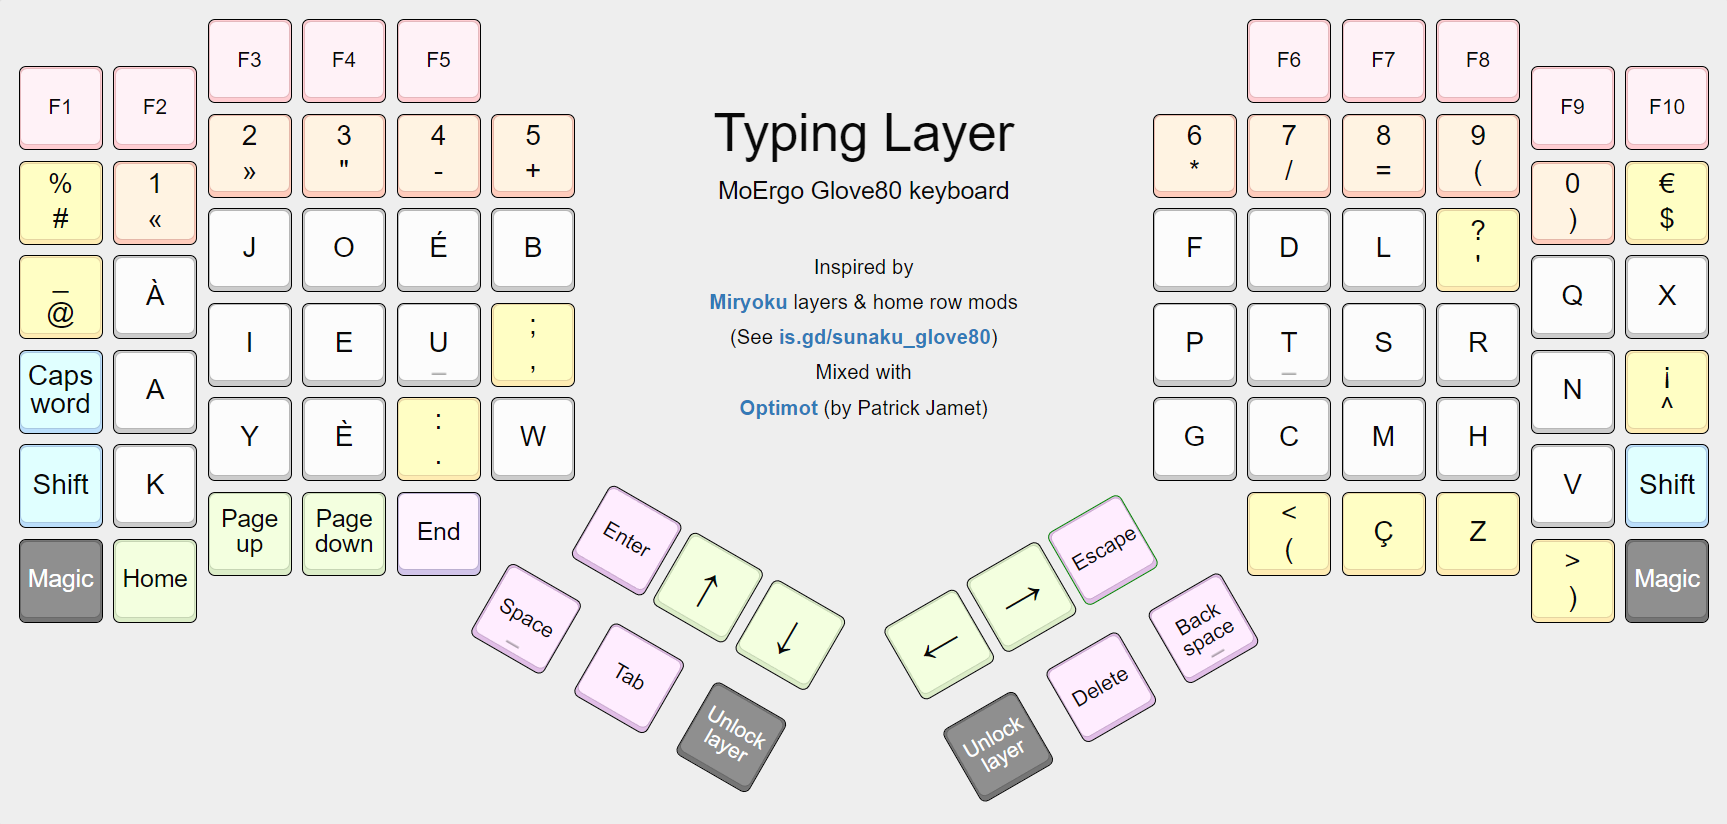 F3 F4 F5 F6 F7 F8
F1 F2 F9 F10
Typing Layer
2 3 4 5 6 7 8 9
» " - + * / = (
% 1 0 €
# « ) $
MoErgo Glove80 keyboard
J O É B F D L ?
'
Inspired by
_ À Q X
@
Miryoku layers & home row mods
(See is.gd/sunaku_glove80)
I E U ; P T S R
_ , _
Mixed with
Caps A N ¡
word ^
Optimot (by Patrick Jamet)
Y È : W G C M H
.
Shift K V Shift
Page Page End < Ç Z
up down (
Enter Escape
Magic Home > Magic
)
↑ →
Space Back
_ space
_
↓ ←
Tab Delete
Unlock Unlock
layer layer